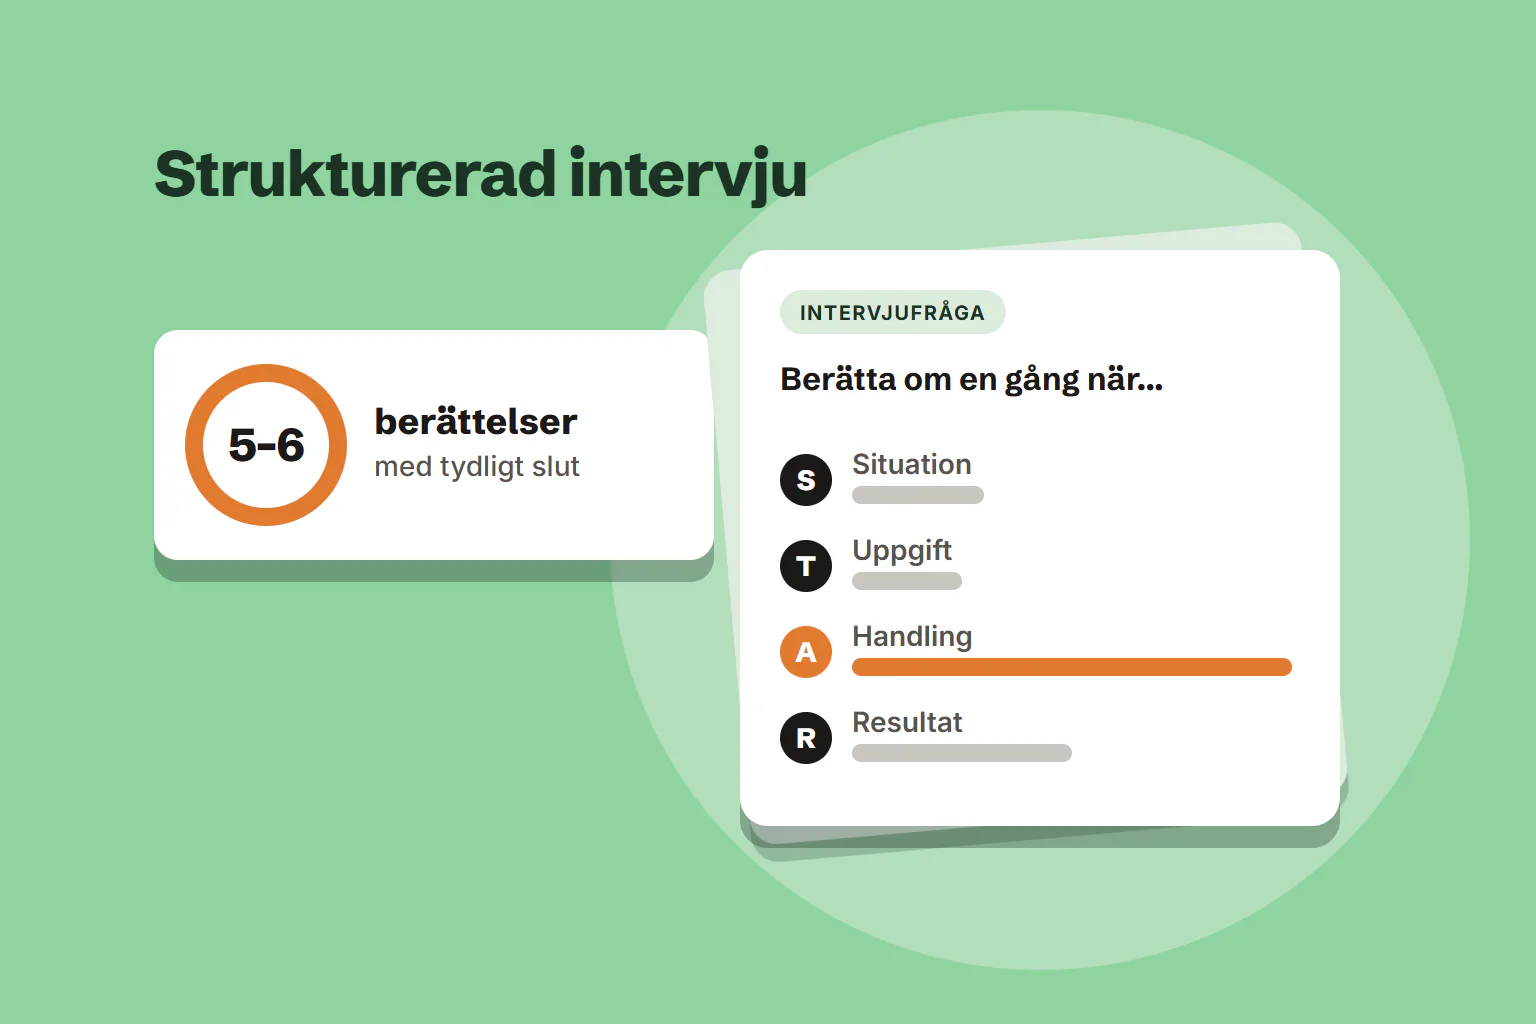 Strukturerad intervju
5-6
berättelser
med tydligt slut
INTERVJUFRÅGA
Berätta om en gång när...
S
Situation
T
Uppgift
A
Handling
R
Resultat